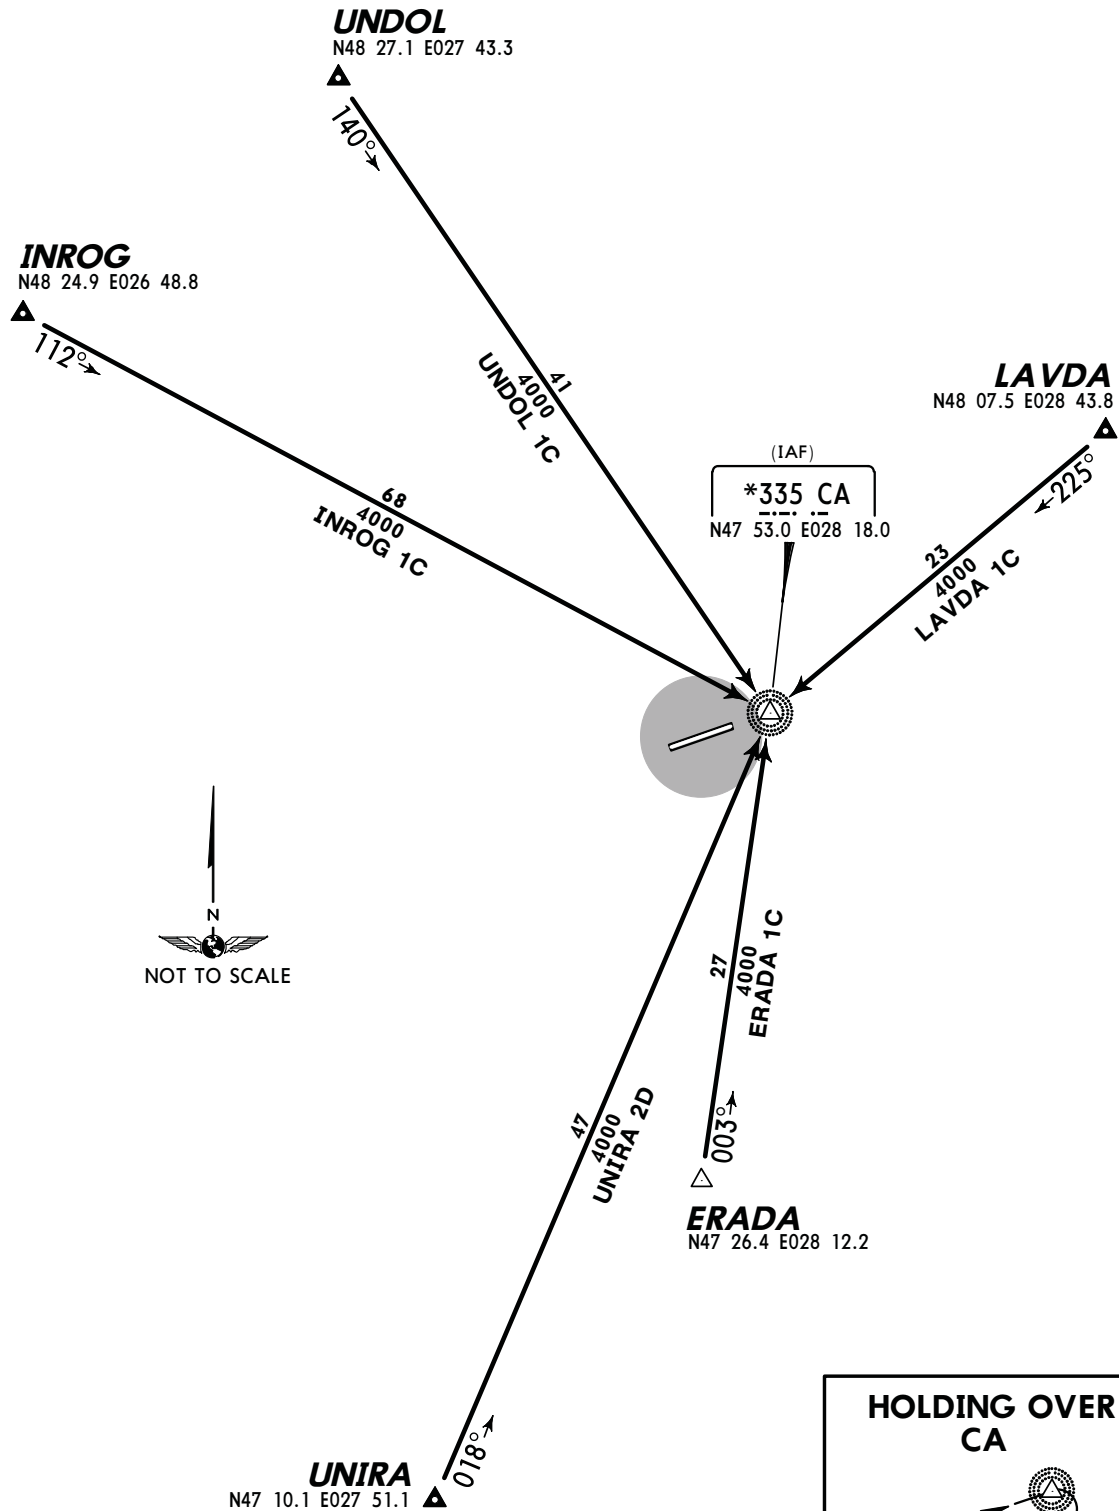 UNDOL
N48 27.1 E027 43.3
140°
INROG
N48 24.9 E026 48.8
112°
41
4000
UNDOL 1C
LAVDA
N48 07.5 E028 43.8
225°
(IAF)
*335 CA
N47 53.0 E028 18.0
68
4000
INROG 1C
23
4000
LAVDA 1C
N
NOT TO SCALE
27
4000
ERADA 1C
47
4000
UNIRA 2D
003°
ERADA
N47 26.4 E028 12.2
HOLDING OVER
CA
018°
UNIRA
N47 10.1 E027 51.1